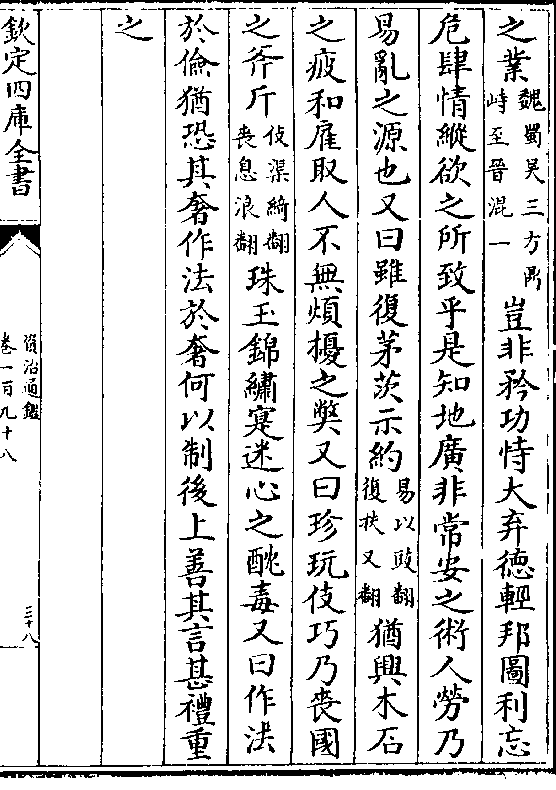 之業魏蜀吳三方鼎峙至晉混一豈非矜功恃大弃德輕邦圖利忘
危肆情縱欲之所致乎是知地廣非常安之術人勞乃
易亂之源也又曰雖復茅茨示約易以豉翻復扶又翻猶興木石
之疲和雇取人不無煩擾之弊又曰珍玩伎巧乃喪國
之斧斤伎渠綺翻喪息浪翻珠玉錦繡寔迷心之酖毒又曰作法
於儉猶恐其奢作法於奢何以制後上善其言甚禮重
之
欽定四庫全書
資治通鑑
卷一百九十八
三十八